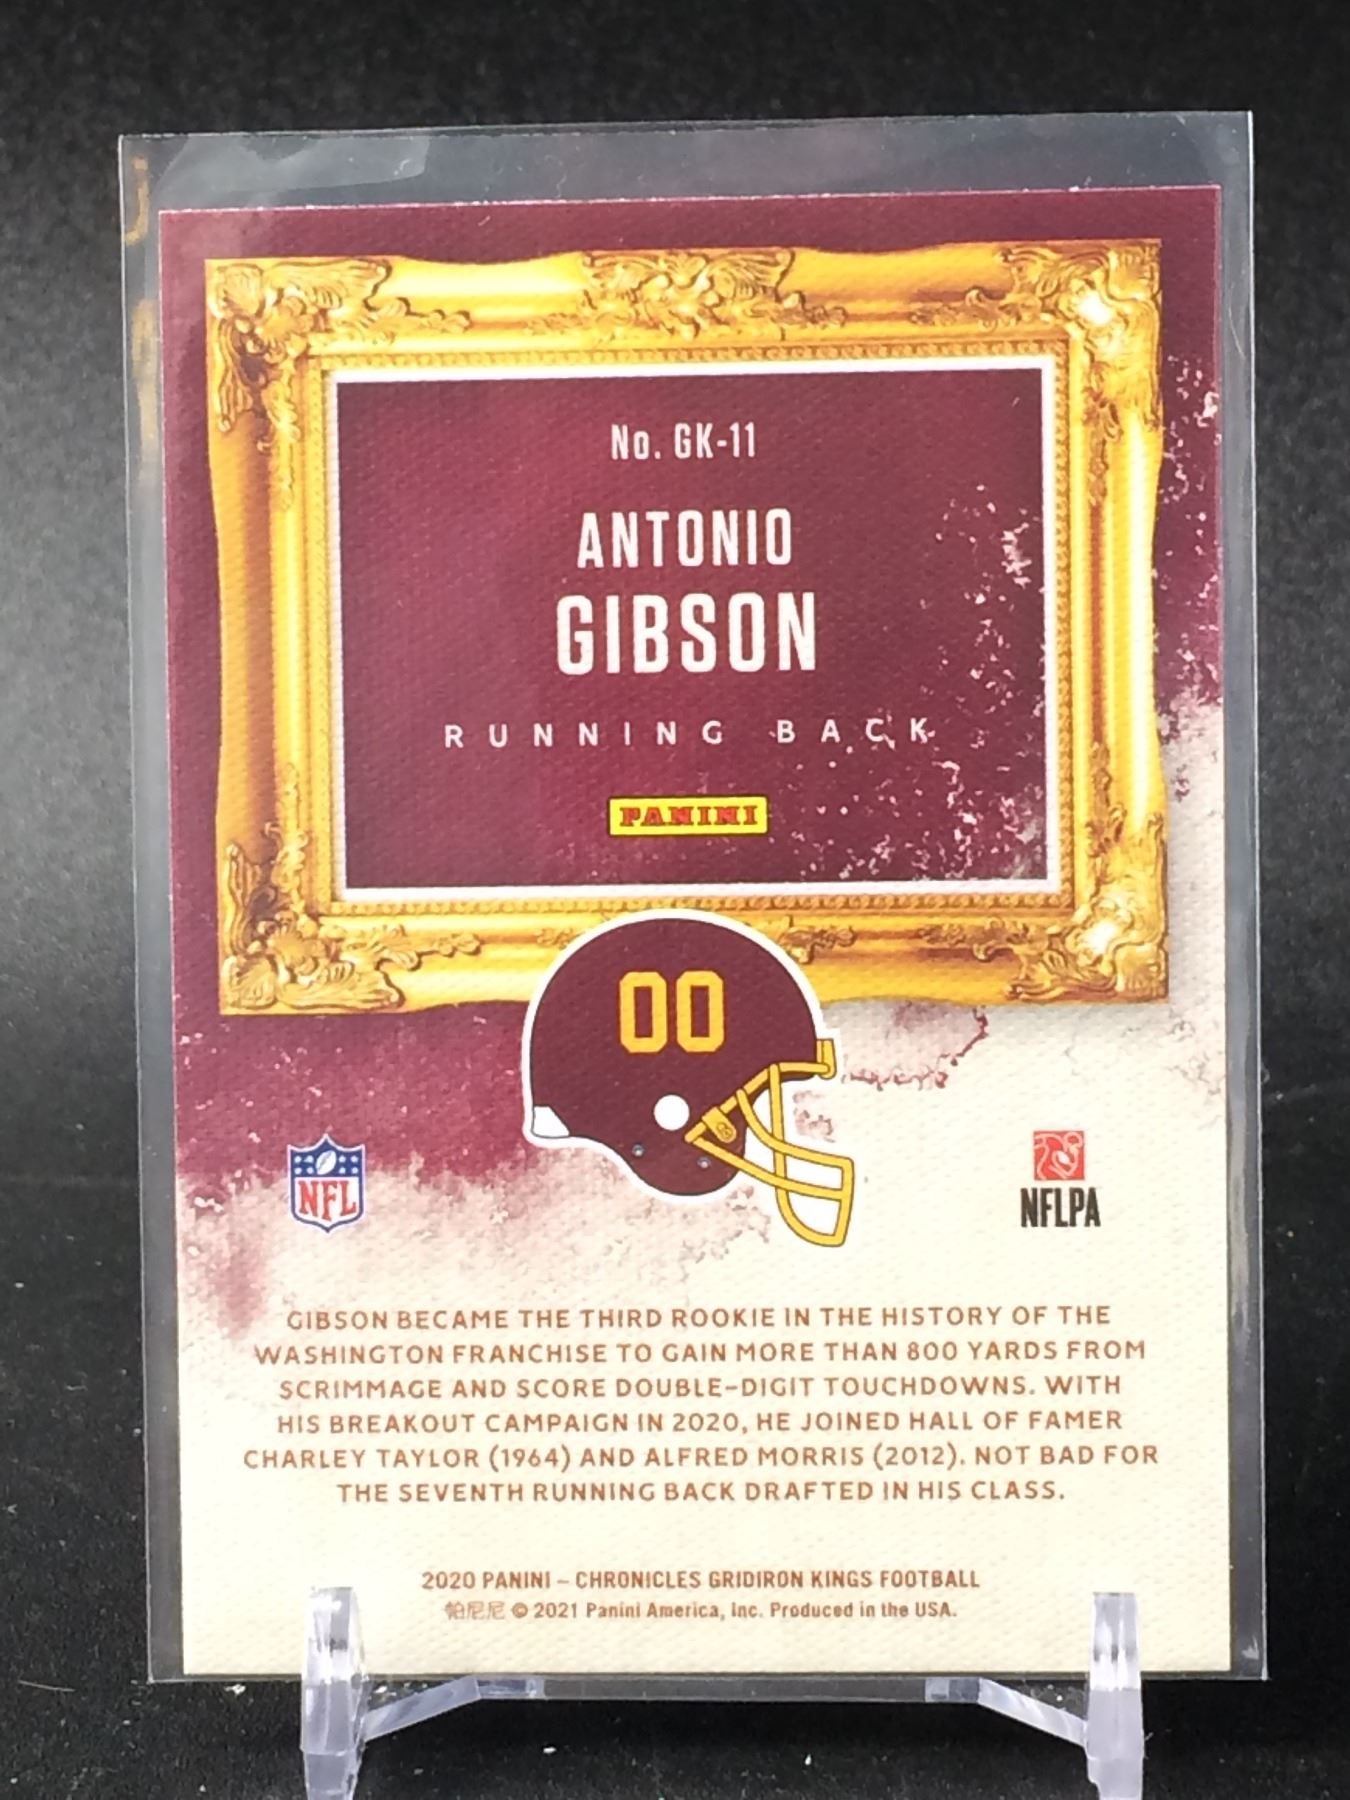 No. GK-11
ANTONIO
GIBSON
RUNNING BACK
PANINI
00
NFL
NFLPA
GIBSON BECAME THE THIRD ROOKIE IN THE HISTORY OF THE
WASHINGTON FRANCHISE TO GAIN MORE THAN 800 YARDS FROM
SCRIMMAGE AND SCORE DOUBLE-DIGIT TOUCHDOWNS. WITH
HIS BREAKOUT CAMPAIGN IN 2020, HE JOINED HALL OF FAMER
CHARLEY TAYLOR (1964) AND ALFRED MORRIS (2012). NOT BAD FOR
THE SEVENTH RUNNING BACK DRAFTED IN HIS CLASS.
2020 PANINI – CHRONICLES GRIDIRON KINGS FOOTBALL
帕尼尼 © 2021 Panini America, Inc. Produced in the USA.